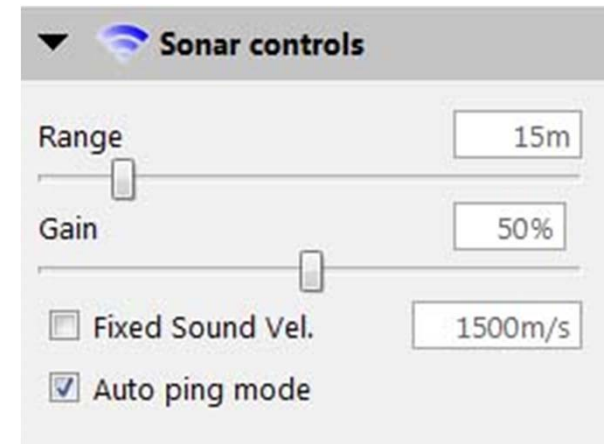 Sonar controls
Range 15m
Gain 50%
Fixed Sound Vel. 1500m/s
Auto ping mode